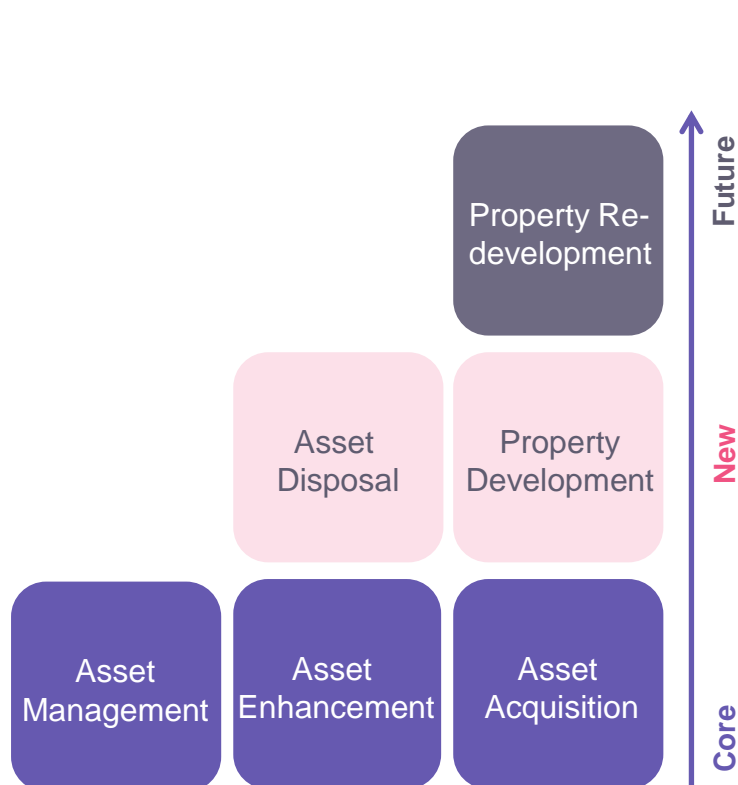 Property Re-
development
Future
Asset
Disposal
Property
Development
New
Asset
Management
Asset
Enhancement
Asset
Acquisition
Core